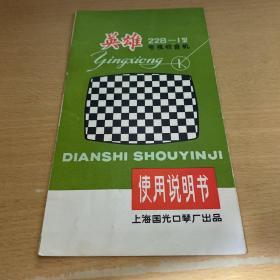 英雄 22B-1型
电视收音机
yingxiong K
DIANSHI SHOUYINJI
使用说明书
上海国光口琴厂出品